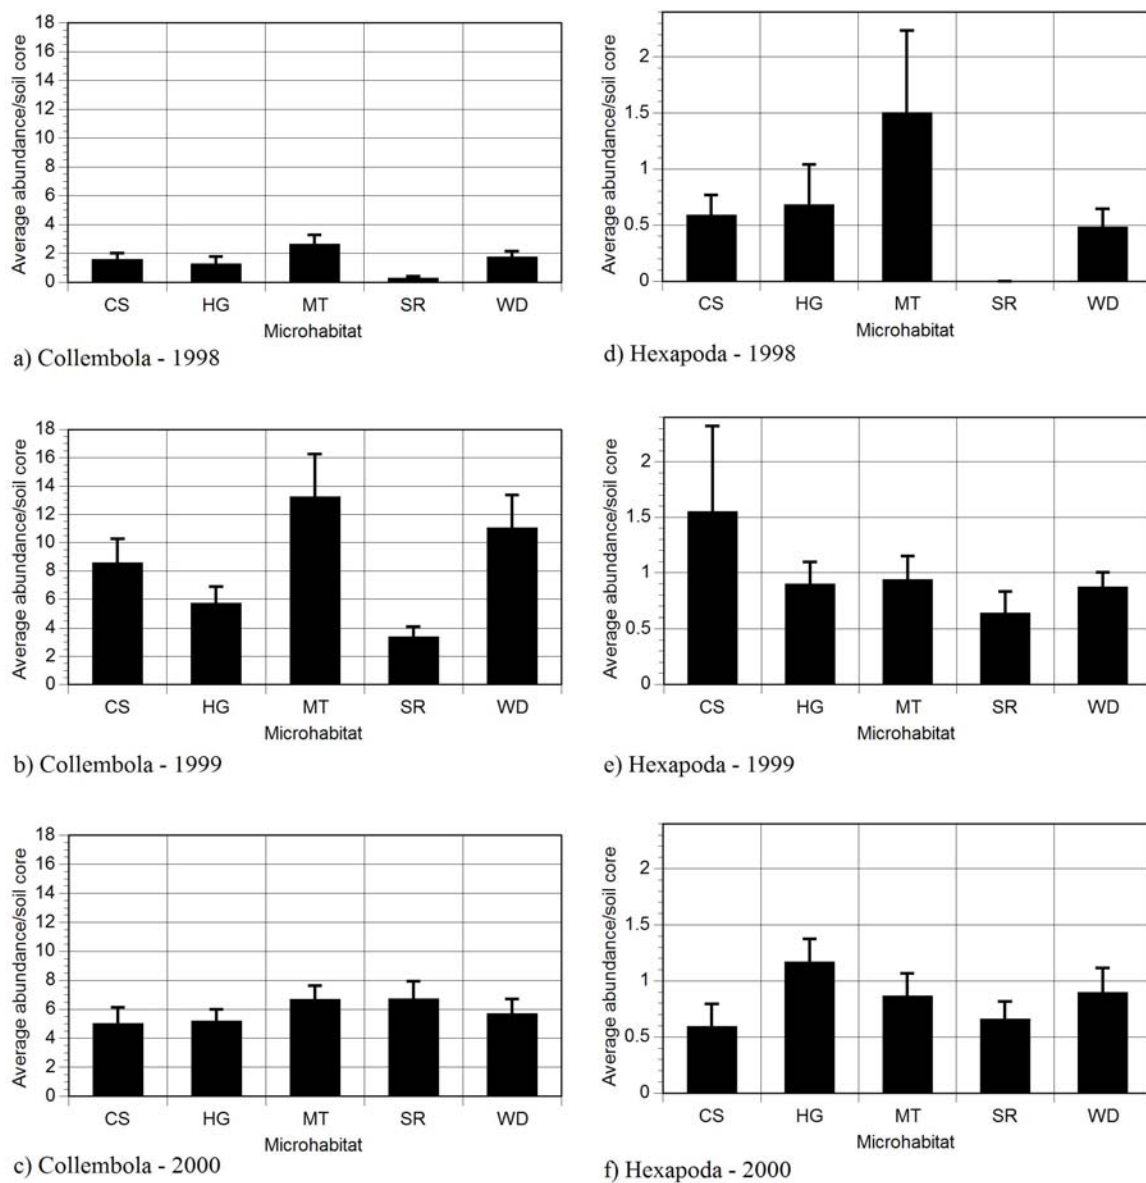 Average abundance/soil core
18
16
14
12
10
8
6
4
2
0
CS HG MT SR WD
Microhabitat
a) Collembola - 1998
Average abundance/soil core
2
1.5
1
0.5
0
CS HG MT SR WD
Microhabitat
d) Hexapoda - 1998
Average abundance/soil core
18
16
14
12
10
8
6
4
2
0
CS HG MT SR WD
Microhabitat
b) Collembola - 1999
Average abundance/soil core
2
1.5
1
0.5
0
CS HG MT SR WD
Microhabitat
e) Hexapoda - 1999
Average abundance/soil core
18
16
14
12
10
8
6
4
2
0
CS HG MT SR WD
Microhabitat
c) Collembola - 2000
Average abundance/soil core
2
1.5
1
0.5
0
CS HG MT SR WD
Microhabitat
f) Hexapoda - 2000